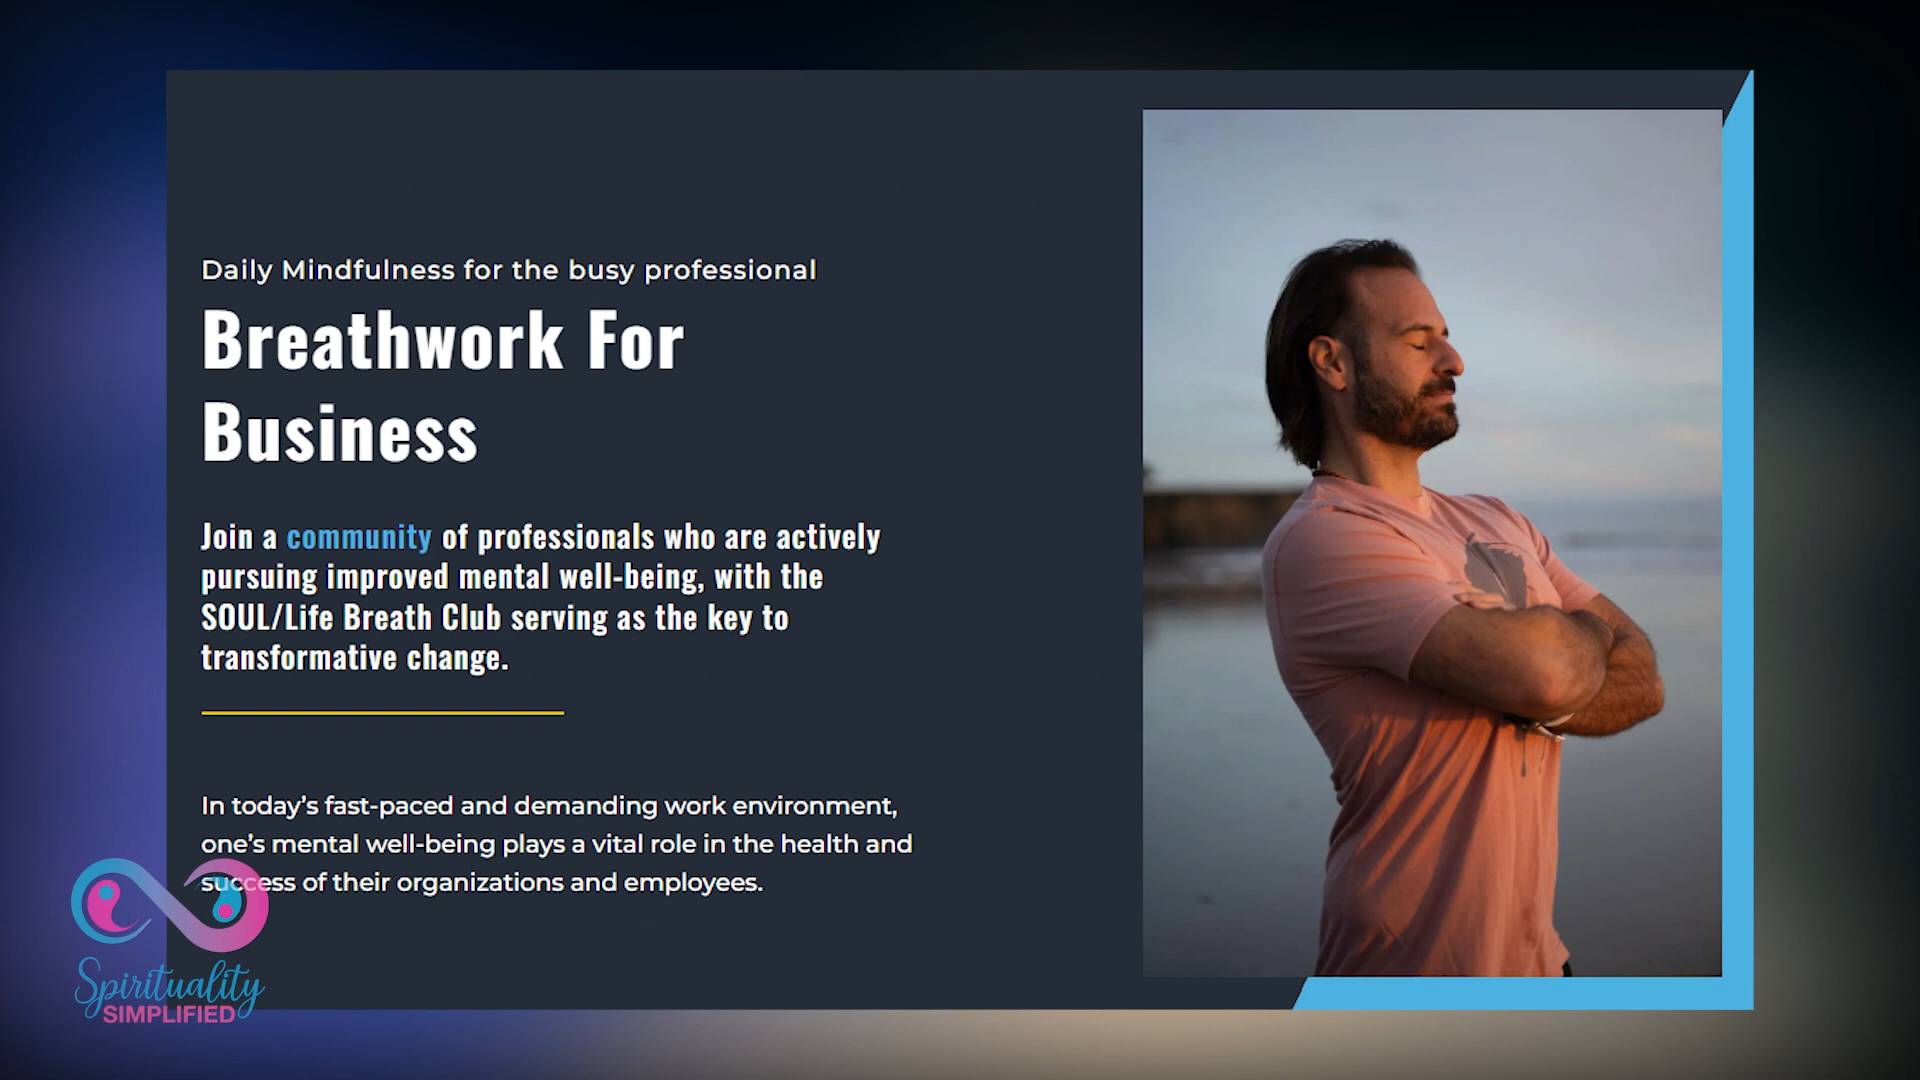 Daily Mindfulness for the busy professional
Breathwork For
Business
Join a community of professionals who are actively
pursuing improved mental well-being, with the
SOUL/Life Breath Club serving as the key to
transformative change.
In today’s fast-paced and demanding work environment,
one’s mental well-being plays a vital role in the health and
success of their organizations and employees.
Spirituality
SIMPLIFIED